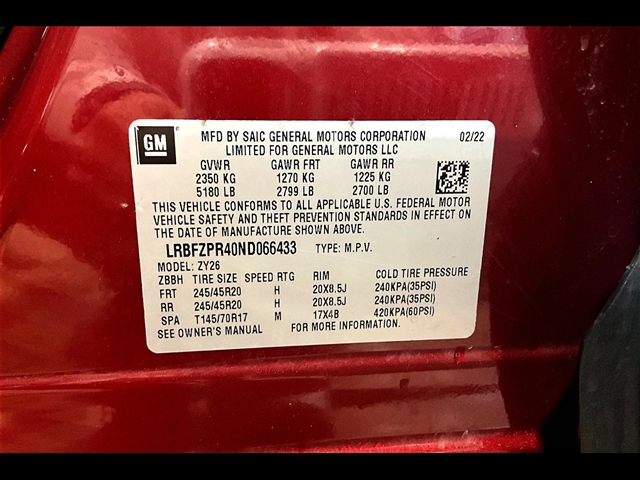 GM
MFD BY SAIC GENERAL MOTORS CORPORATION 02/22
LIMITED FOR GENERAL MOTORS LLC
GVWR GAWR FRT GAWR RR
2350 KG 1270 KG 1225 KG
5180 LB 2799 LB 2700 LB
THIS VEHICLE CONFORMS TO ALL APPLICABLE U.S. FEDERAL MOTOR
VEHICLE SAFETY AND THEFT PREVENTION STANDARDS IN EFFECT ON
THE DATE OF MANUFACTURE SHOWN ABOVE.
LRBFZPR40ND066433 TYPE: M.P.V.
MODEL: ZY26
ZBBH TIRE SIZE SPEED RTG RIM COLD TIRE PRESSURE
FRT 245/45R20 H 20X8.5J 240KPA(35PSI)
RR 245/45R20 H 20X8.5J 240KPA(35PSI)
SPA T145/70R17 M 17X4B 420KPA(60PSI)
SEE OWNER'S MANUAL FOR MORE INFORMATION.